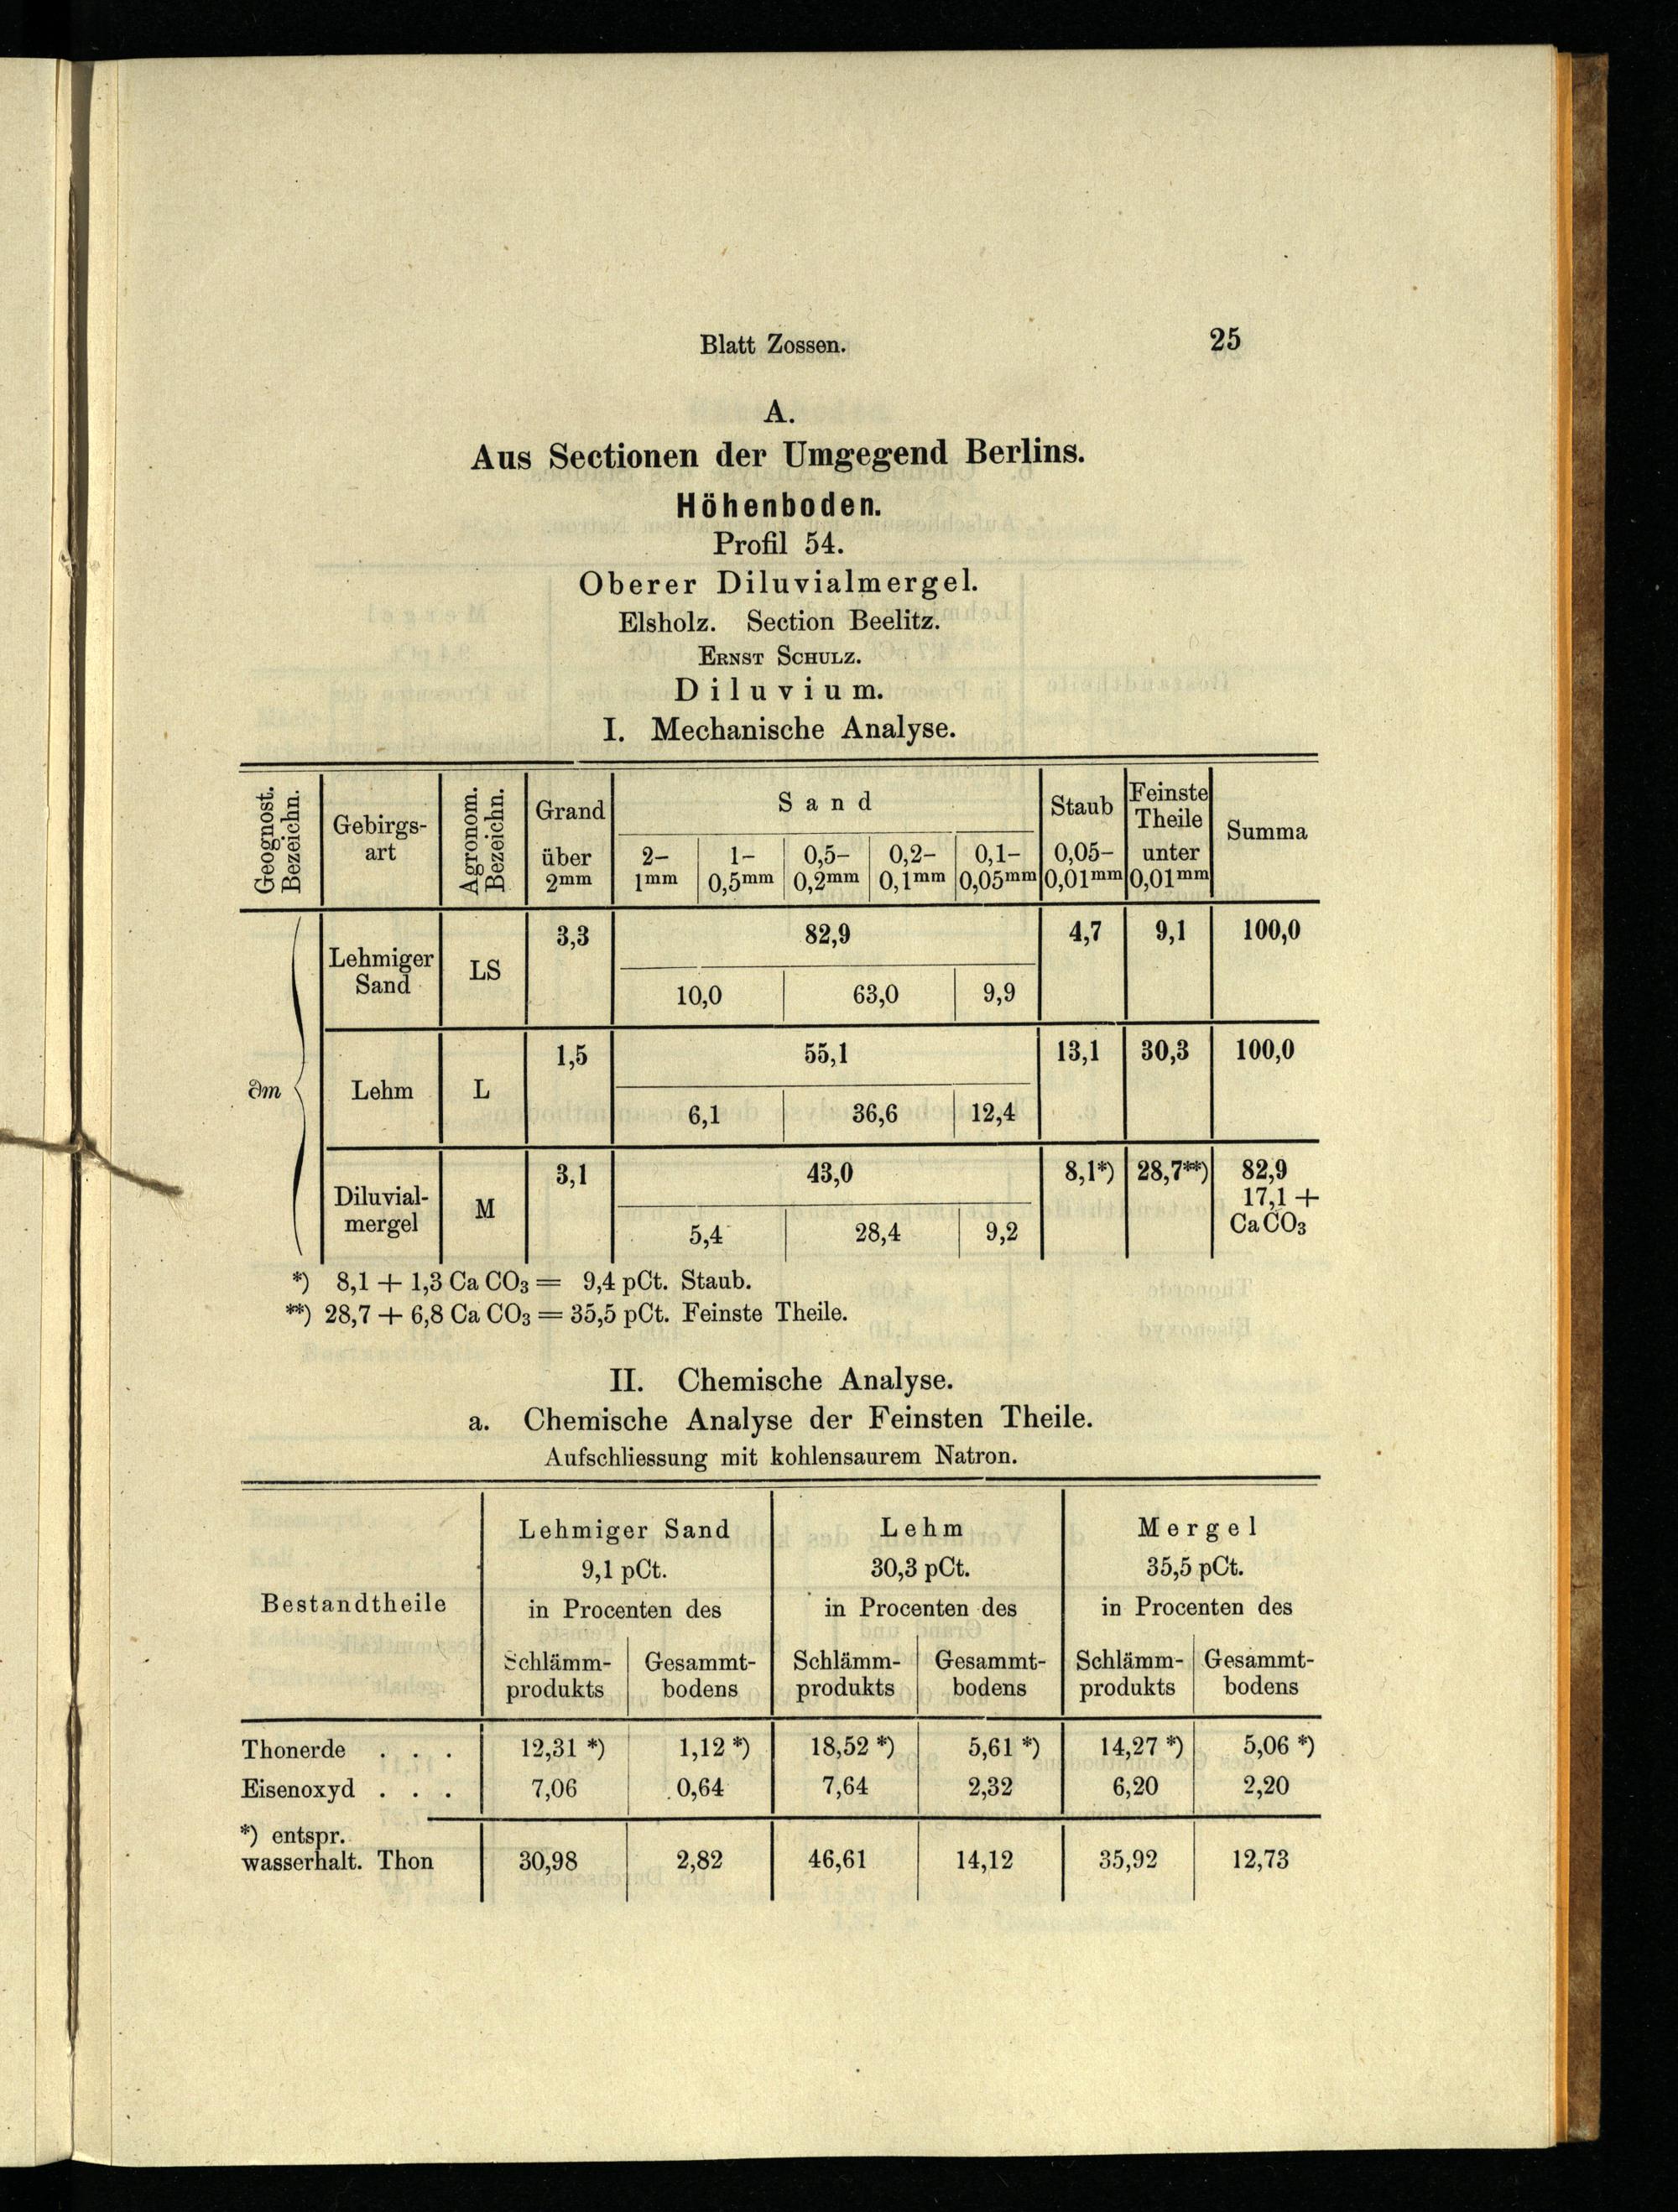 Blatt Zossen. 25
A.
Aus Sectionen der Umgegend Berlins.
Höhenboden.
Profil 54.
Oberer Diluvialmergel.
Elsholz. Section Beelitz.
ERNST SCHULZ.
Diluvium.
I. Mechanische Analyse.
Geognost. Bezeichn.
Gebirgs-
art
Agronom. Bezeichn.
Grand
über
2mm
Sand
2–
1mm
1–
0,5mm
0,5–
0,2mm
0,2–
0,1mm
0,1–
0,05mm
Staub
0,05–
0,01mm
Feinste
Theile
unter
0,01mm
Summa
∂m
Lehmiger
Sand
LS
3,3 82,9 4,7 9,1 100,0
10,0 63,0 9,9
Lehm L
1,5 55,1 13,1 30,3 100,0
6,1 36,6 12,4
Diluvial-
mergel
M
3,1 43,0 8,1*) 28,7**) 82,9
17,1 +
Ca CO3
5,4 28,4 9,2
*) 8,1 + 1,3 Ca CO3 = 9,4 pCt. Staub.
**) 28,7 + 6,8 Ca CO3 = 35,5 pCt. Feinste Theile.
II. Chemische Analyse.
a. Chemische Analyse der Feinsten Theile.
Aufschliessung mit kohlensaurem Natron.
Bestandtheile
Lehmiger Sand
9,1 pCt.
in Procenten des
Schlämm-
produkts
Gesammt-
bodens
Lehm
30,3 pCt.
in Procenten des
Schlämm-
produkts
Gesammt-
bodens
Mergel
35,5 pCt.
in Procenten des
Schlämm-
produkts
Gesammt-
bodens
Thonerde . . . 12,31 *) 1,12 *) 18,52 *) 5,61 *) 14,27 *) 5,06 *)
Eisenoxyd . . . 7,06 0,64 7,64 2,32 6,20 2,20
*) entspr.
wasserhalt. Thon 30,98 2,82 46,61 14,12 35,92 12,73